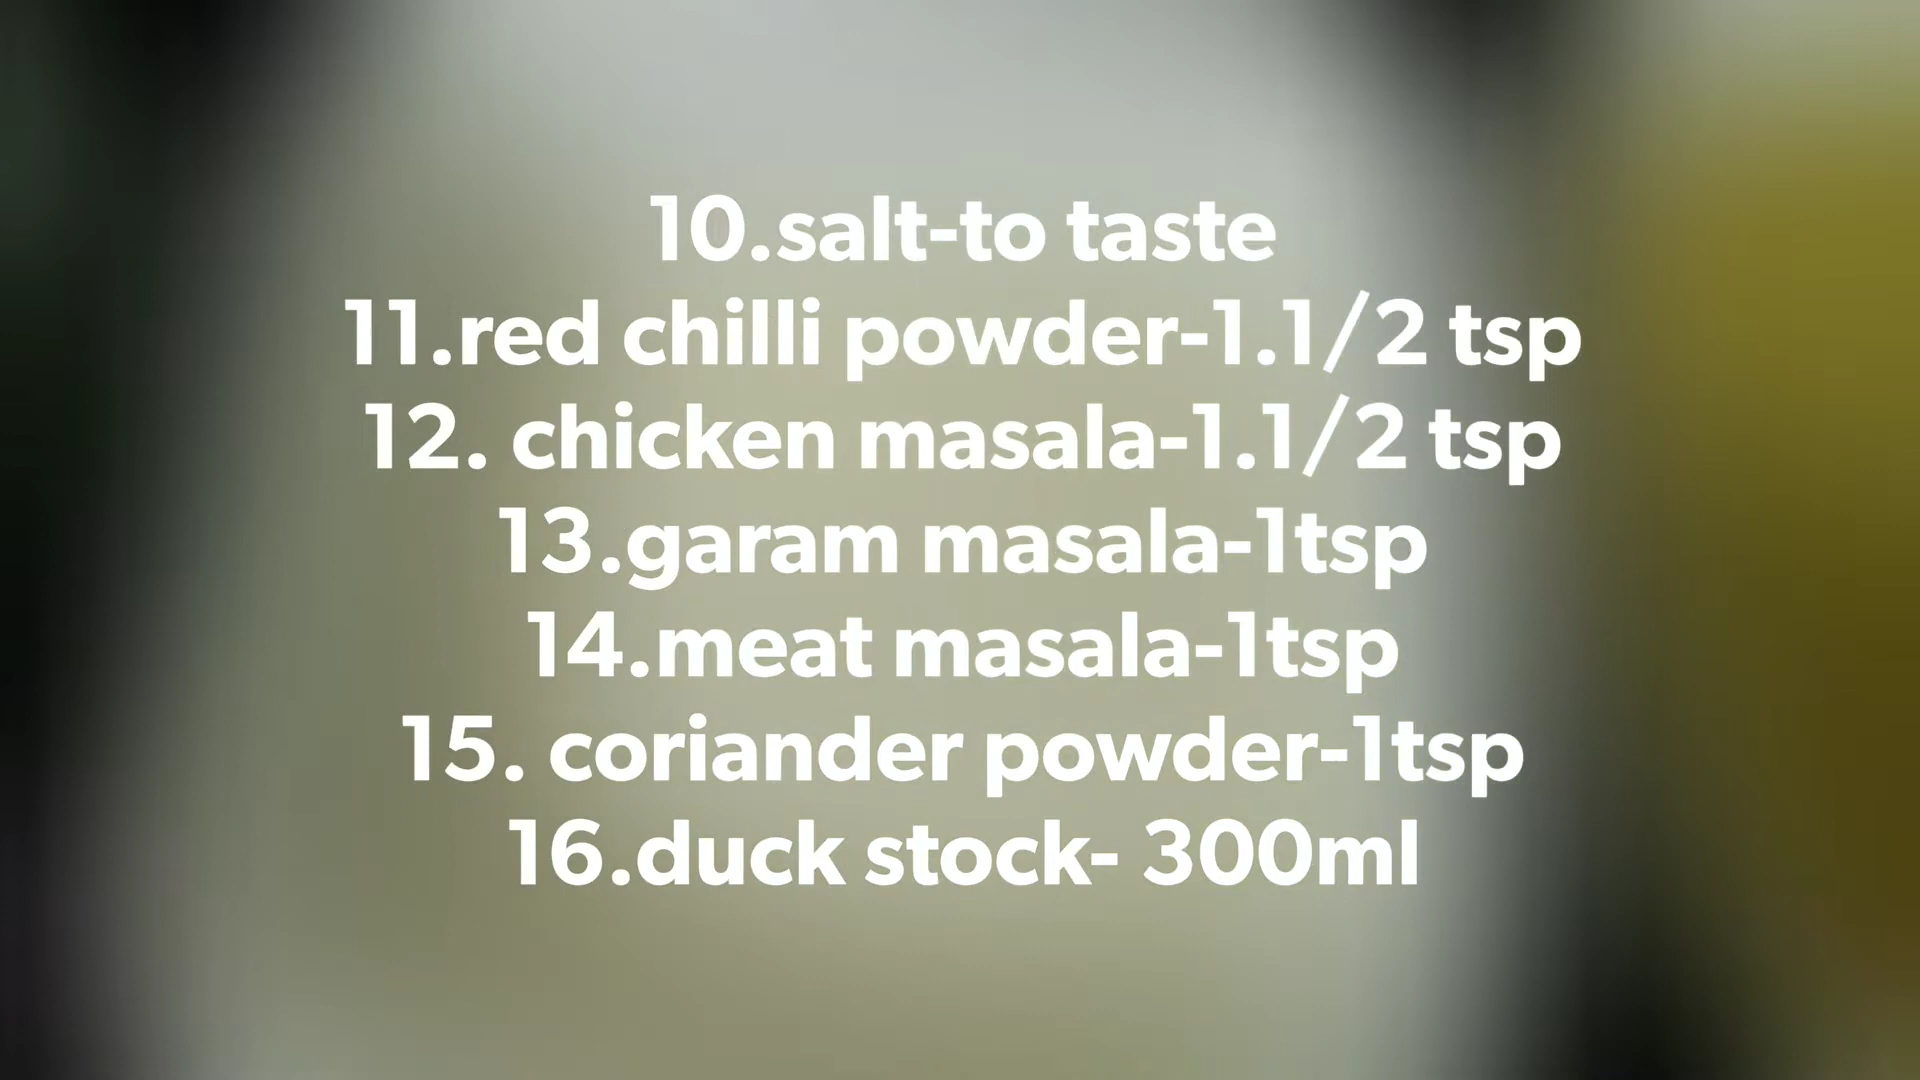 10.salt-to taste
11.red chilli powder-1.1/2 tsp
12. chicken masala-1.1/2 tsp
13.garam masala-1tsp
14.meat masala-1tsp
15. coriander powder-1tsp
16.duck stock- 300ml